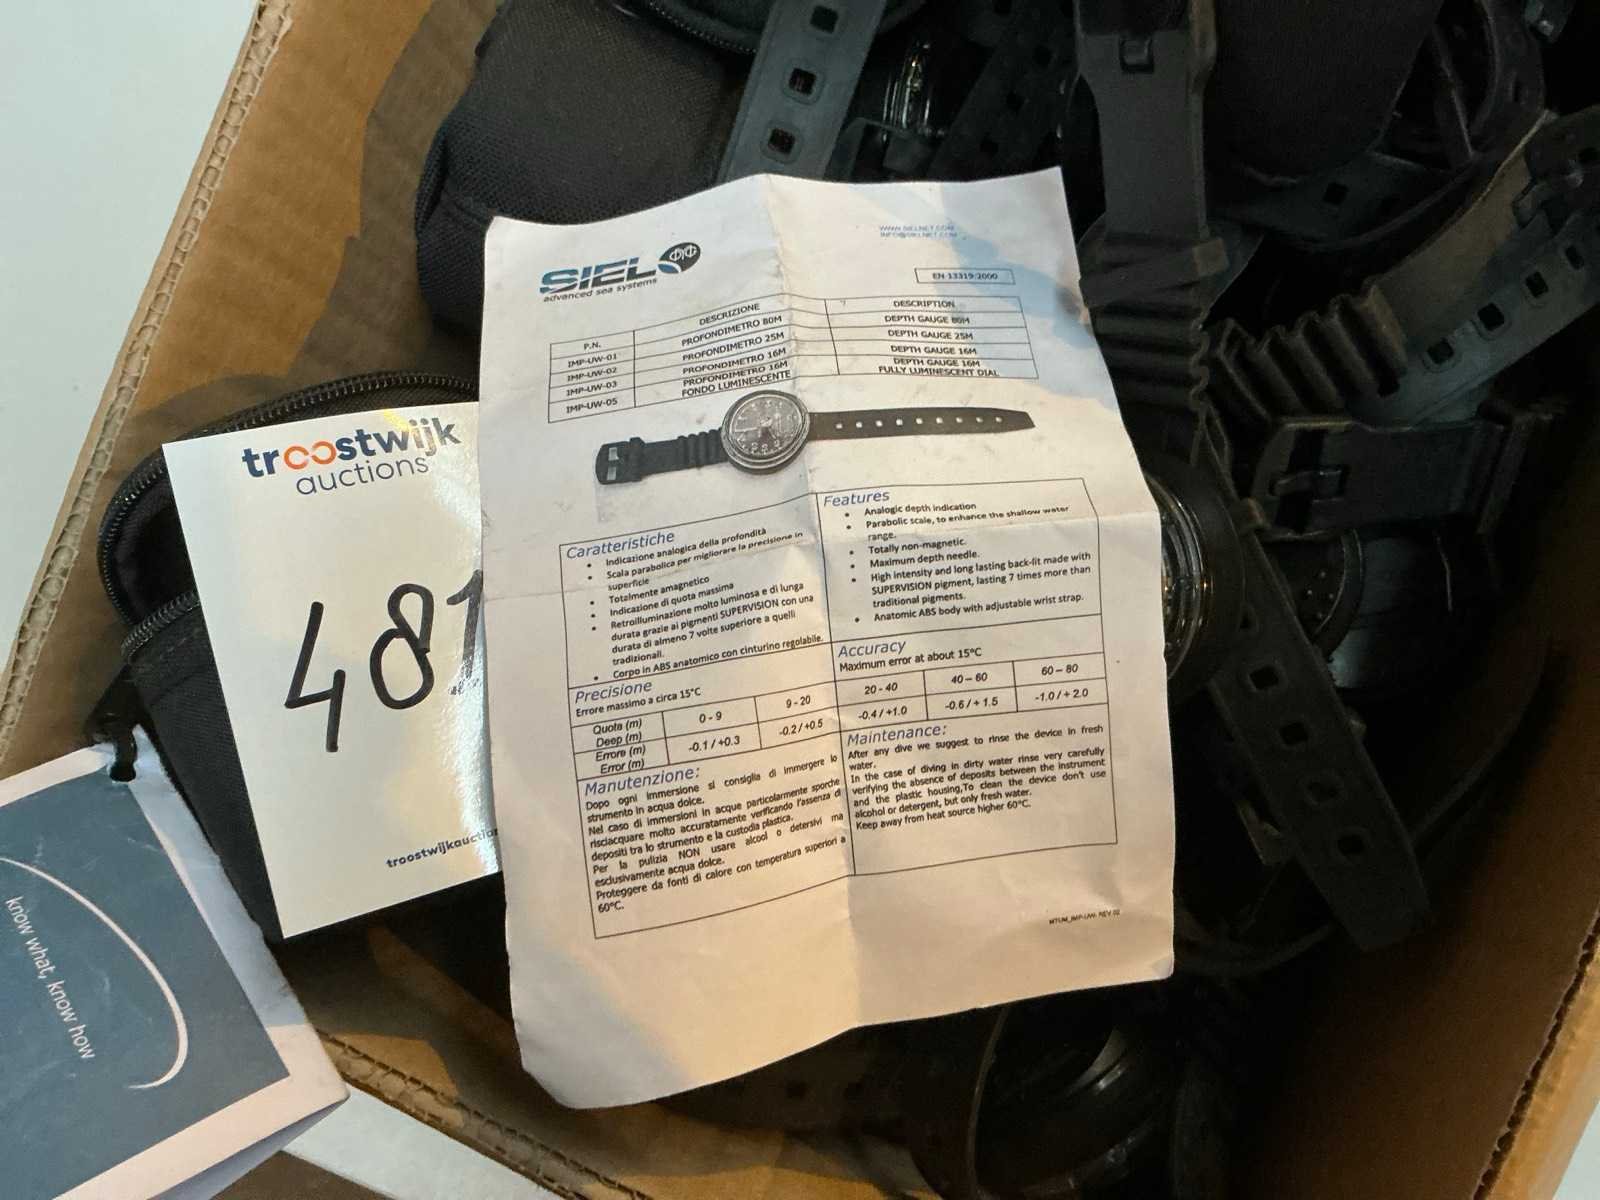 troostwijk
auctions
481
troostwijkauction
know what, know how
WWW.SIELNET.COM
INFO@SIELNET.COM
SIEL
advanced sea systems
EN 13319:2000
P.N. DESCRIZIONE DESCRIPTION
IMP-UW-01 PROFONDIMETRO 80M DEPTH GAUGE 80M
IMP-UW-02 PROFONDIMETRO 25M DEPTH GAUGE 25M
IMP-UW-03 PROFONDIMETRO 16M DEPTH GAUGE 16M
IMP-UW-05 PROFONDIMETRO 16M DEPTH GAUGE 16M
FONDO LUMINESCENTE FULLY LUMINESCENT DIAL
Caratteristiche
• Indicazione analogica della profondità
• Scala parabolica per migliorare la precisione in
superficie
• Totalmente amagnetico
• Indicazione di quota massima
• Retroilluminazione molto luminosa e di lunga
durata grazie ai pigmenti SUPERVISION con una
durata di almeno 7 volte superiore a quelli
tradizionali.
• Corpo in ABS anatomico con cinturino regolabile.
Features
• Analogic depth indication
• Parabolic scale, to enhance the shallow water
range.
• Totally non-magnetic.
• Maximum depth needle.
• High intensity and long lasting back-fit made with
SUPERVISION pigment, lasting 7 times more than
traditional pigments.
• Anatomic ABS body with adjustable wrist strap.
Precisione
Errore massimo a circa 15°C
Accuracy
Maximum error at about 15°C
Quota (m)
Deep (m)
0 - 9 9 - 20 20 - 40 40 – 60 60 – 80
Errore (m)
Error (m)
-0.1 / +0.3 -0.2 / +0.5 -0.4 / +1.0 -0.6 / + 1.5 -1.0 / + 2.0
Manutenzione:
Dopo ogni immersione si consiglia di immergere lo
strumento in acqua dolce.
Nel caso di immersioni in acque particolarmente sporche
risciacquare molto accuratamente verificando l'assenza di
depositi tra lo strumento e la custodia plastica.
Per la pulizia NON usare alcool o detersivi ma
esclusivamente acqua dolce.
Proteggere da fonti di calore con temperatura superiori a
60°C.
Maintenance:
After any dive we suggest to rinse the device in fresh
water.
In the case of diving in dirty water rinse very carefully
verifying the absence of deposits between the instrument
and the plastic housing,To clean the device don't use
alcohol or detergent, but only fresh water.
Keep away from heat source higher 60°C.
MTUM_IMP-UW- REV 02